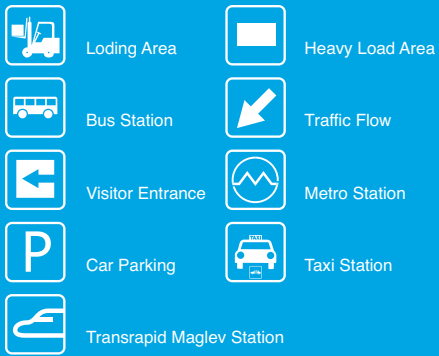 Loding Area
Heavy Load Area
Bus Station
Traffic Flow
Visitor Entrance
Metro Station
P
Car Parking
TAXI
Taxi Station
Transrapid Maglev Station